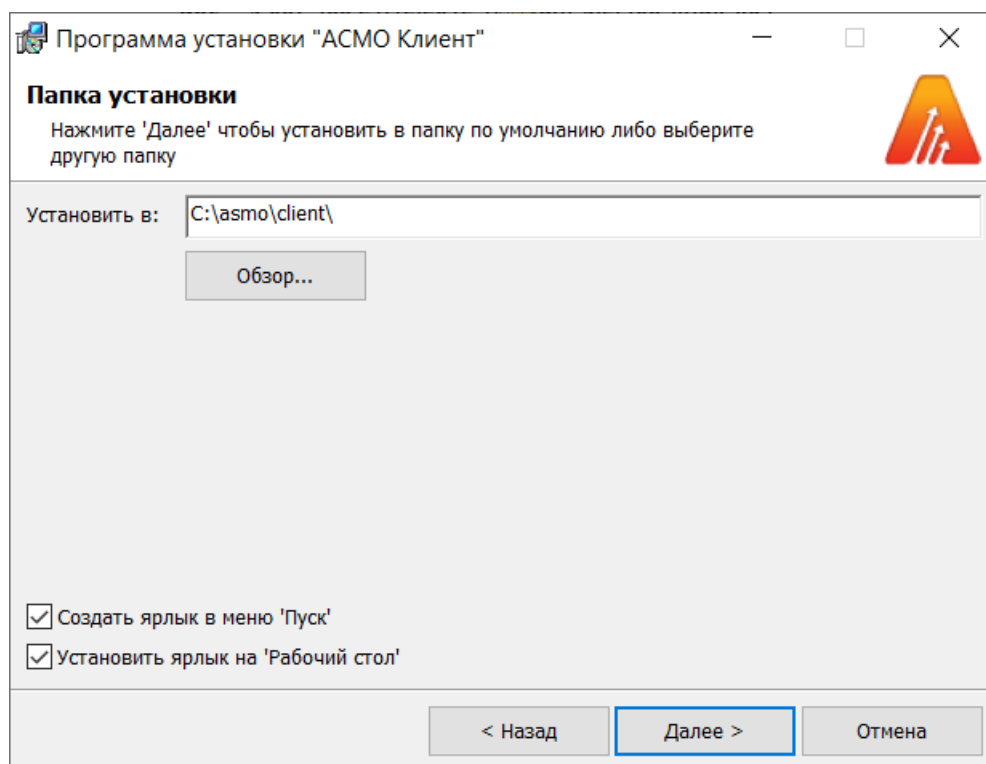 Программа установки "АСМО Клиент"
Папка установки
Нажмите 'Далее' чтобы установить в папку по умолчанию либо выберите
другую папку
Установить в:
C:\asmo\client\
Обзор...
Создать ярлык в меню 'Пуск'
Установить ярлык на 'Рабочий стол'
< Назад
Далее >
Отмена